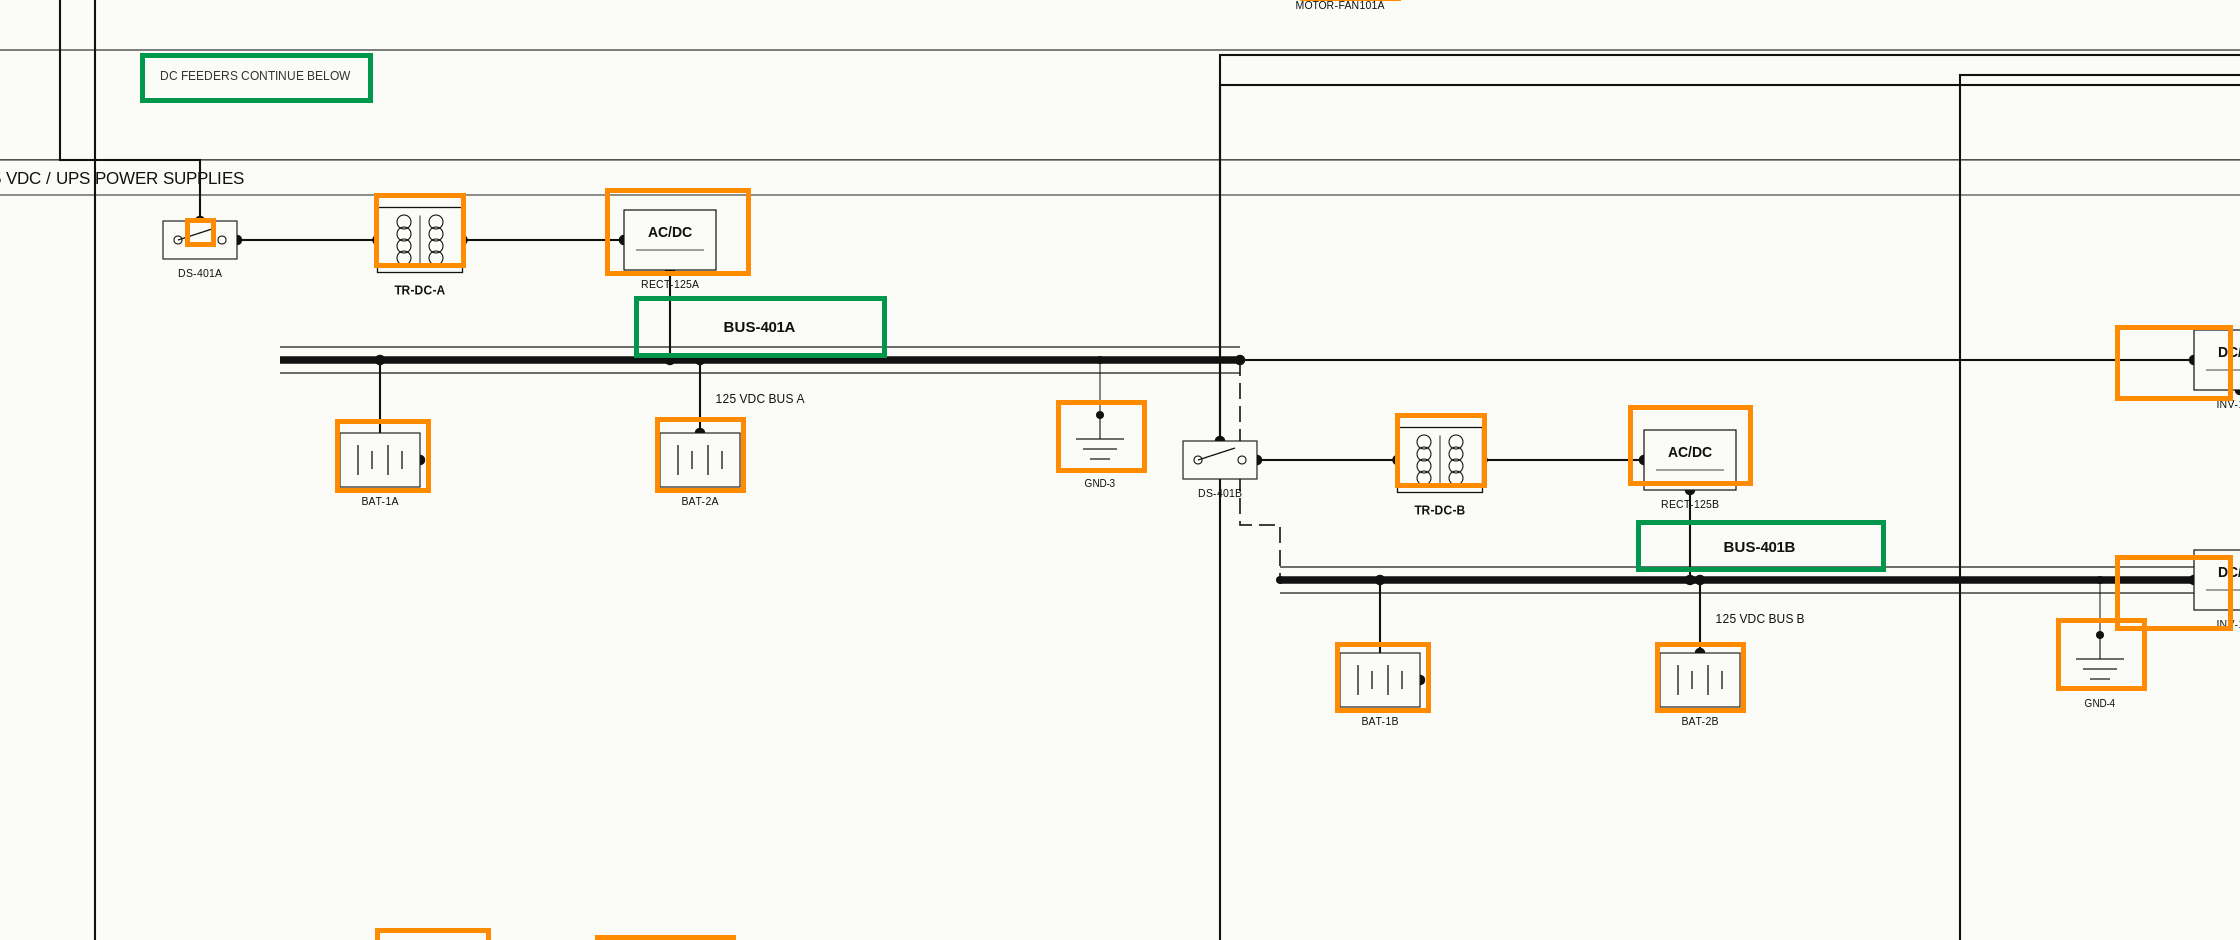 MOTOR-FAN101A
DC FEEDERS CONTINUE BELOW
VDC / UPS POWER SUPPLIES
AC/DC
DS-401A
TR-DC-A
RECT-125A
BUS-401A
125 VDC BUS A
BAT-1A
BAT-2A
GND-3
DS-401B
AC/DC
TR-DC-B
RECT-125B
BUS-401B
125 VDC BUS B
BAT-1B
BAT-2B
GND-4